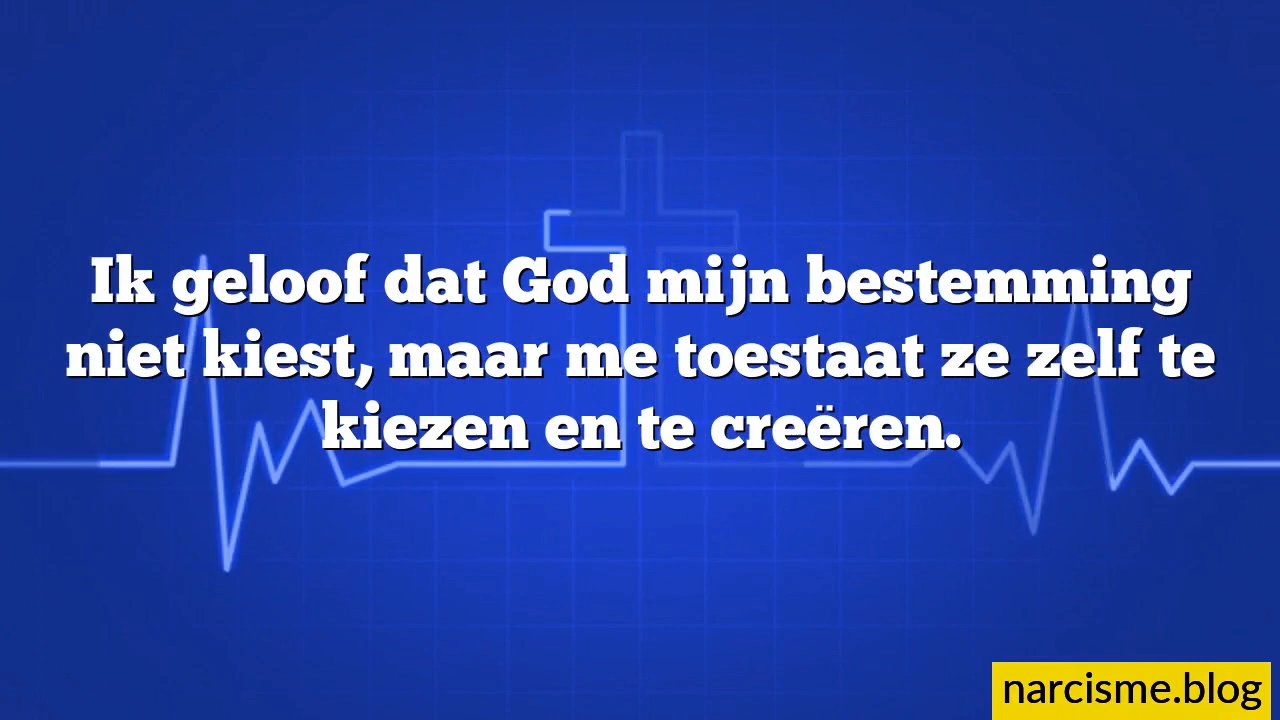 Ik geloof dat God mijn bestemming
niet kiest, maar me toestaat ze zelf te
kiezen en te creëren.
narcisme.blog